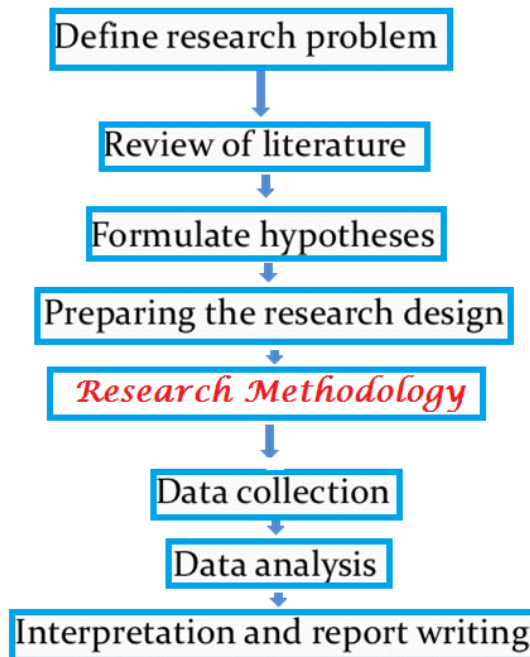 Define research problem
Review of literature
Formulate hypotheses
Preparing the research design
Research Methodology
Data collection
Data analysis
Interpretation and report writing